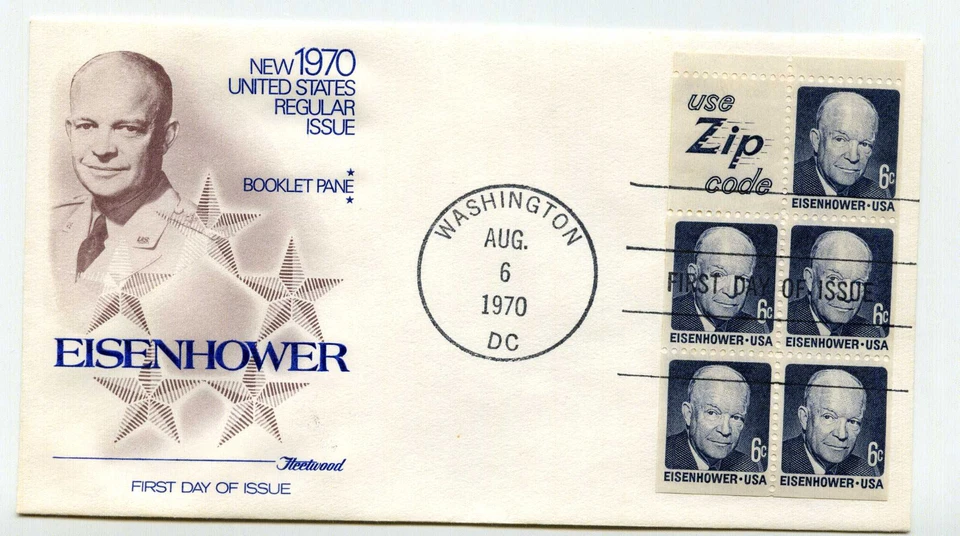 NEW 1970
UNITED STATES
REGULAR
ISSUE
BOOKLET PANE
US
EISENHOWER
Fleetwood
FIRST DAY OF ISSUE
WASHINGTON
AUG.
6
1970
DC
use
Zip
code
6c
EISENHOWER·USA
FIRST DAY OF ISSUE
6c
EISENHOWER·USA
6c
EISENHOWER·USA
6c
EISENHOWER·USA
6c
EISENHOWER·USA